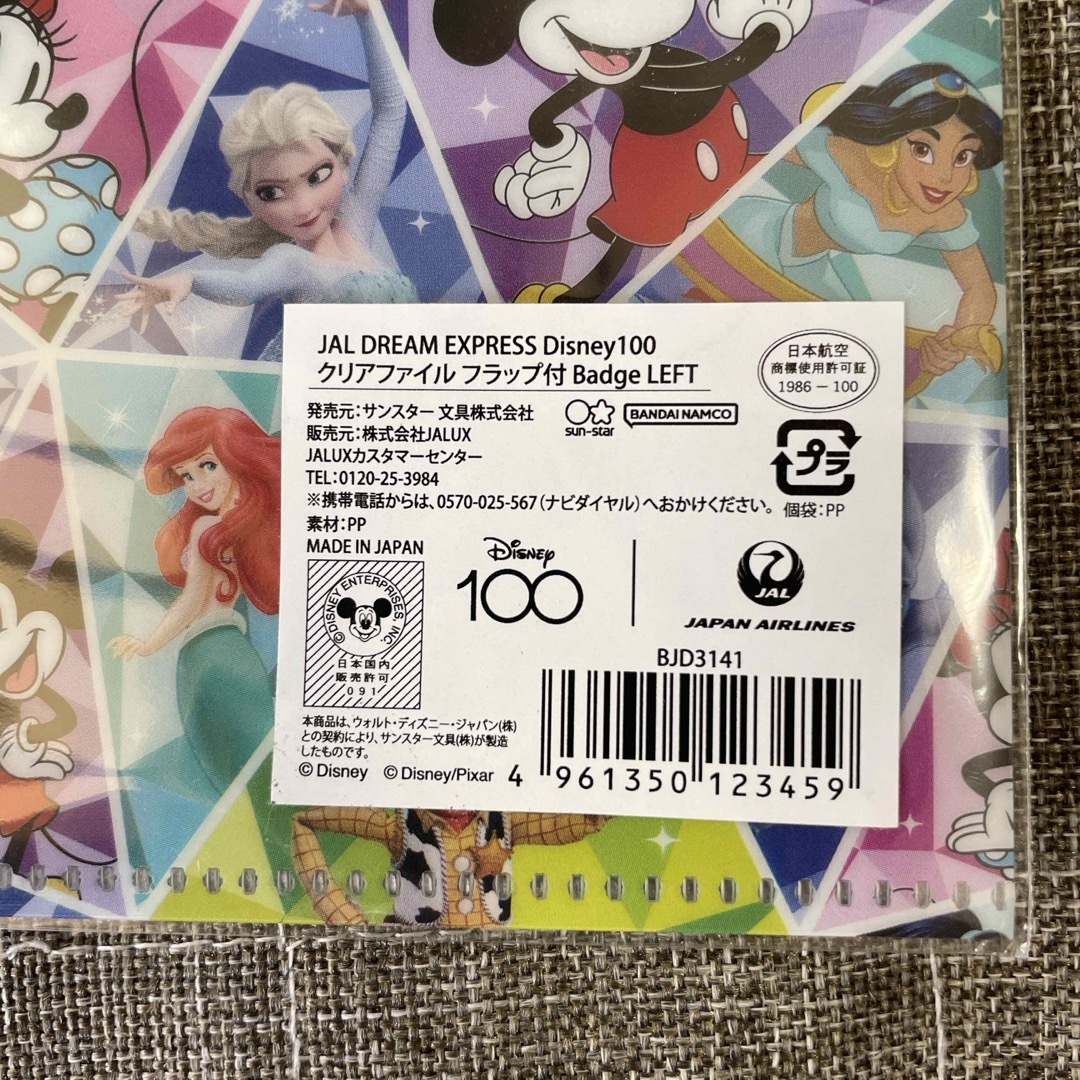 JAL DREAM EXPRESS Disney100
クリアファイル フラップ付 Badge LEFT
日本航空
商標使用許可証
1986－100
発売元：サンスター 文具株式会社
sun-star
BANDAI NAMCO
販売元：株式会社JALUX
JALUXカスタマーセンター
TEL：0120-25-3984
※携帯電話からは、0570-025-567（ナビダイヤル）へおかけください。
プラ
個袋：PP
素材：PP
MADE IN JAPAN
©DISNEY ENTERPRISES, INC.
日本国内
販売許可
091
Disney
100
JAL
JAPAN AIRLINES
BJD3141
本商品は、ウォルト・ディズニー・ジャパン(株)
との契約により、サンスター文具(株)が製造
したものです。
© Disney © Disney/Pixar
4 961350 123459